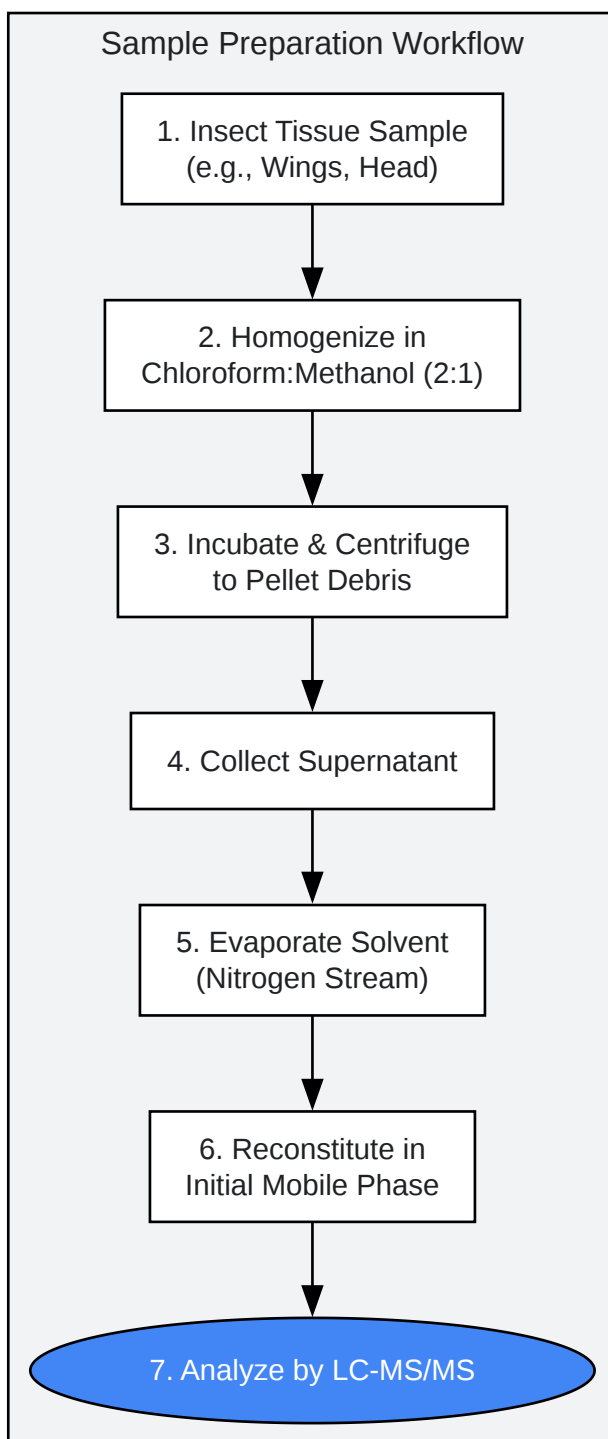 Sample Preparation Workflow
1. Insect Tissue Sample
(e.g., Wings, Head)
2. Homogenize in
Chloroform:Methanol (2:1)
3. Incubate & Centrifuge
to Pellet Debris
4. Collect Supernatant
5. Evaporate Solvent
(Nitrogen Stream)
6. Reconstitute in
Initial Mobile Phase
7. Analyze by LC-MS/MS